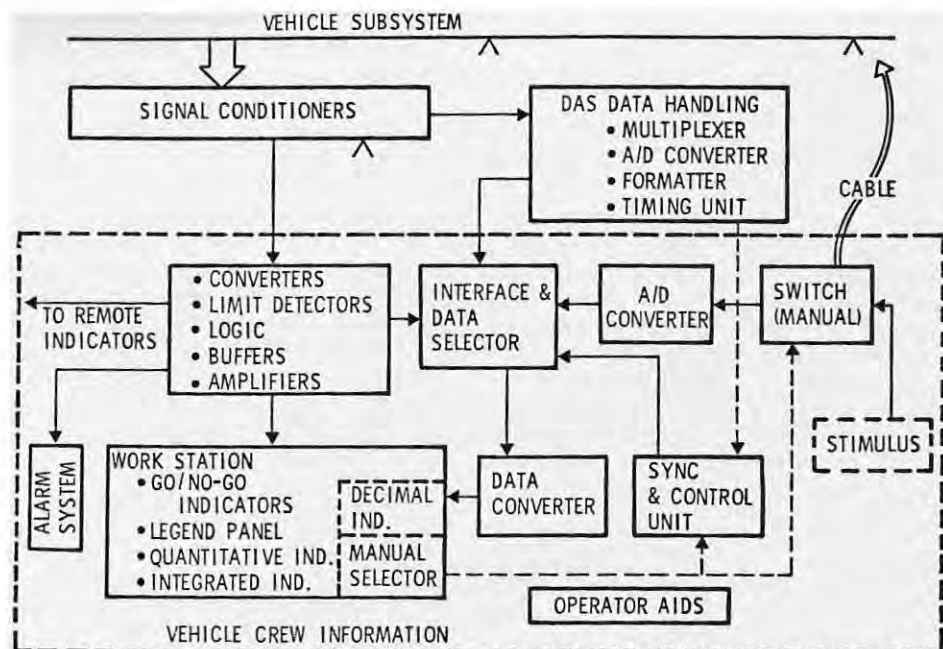 VEHICLE SUBSYSTEM
SIGNAL CONDITIONERS
DAS DATA HANDLING
• MULTIPLEXER
• A/D CONVERTER
• FORMATTER
• TIMING UNIT
CABLE
• CONVERTERS
• LIMIT DETECTORS
• LOGIC
• BUFFERS
• AMPLIFIERS
TO REMOTE
INDICATORS
INTERFACE &
DATA
SELECTOR
A/D
CONVERTER
SWITCH
(MANUAL)
STIMULUS
ALARM
SYSTEM
WORK STATION
• GO/NO-GO
INDICATORS
• LEGEND PANEL
• QUANTITATIVE IND.
• INTEGRATED IND.
DECIMAL
IND.
MANUAL
SELECTOR
DATA
CONVERTER
SYNC
& CONTROL
UNIT
OPERATOR AIDS
VEHICLE CREW INFORMATION